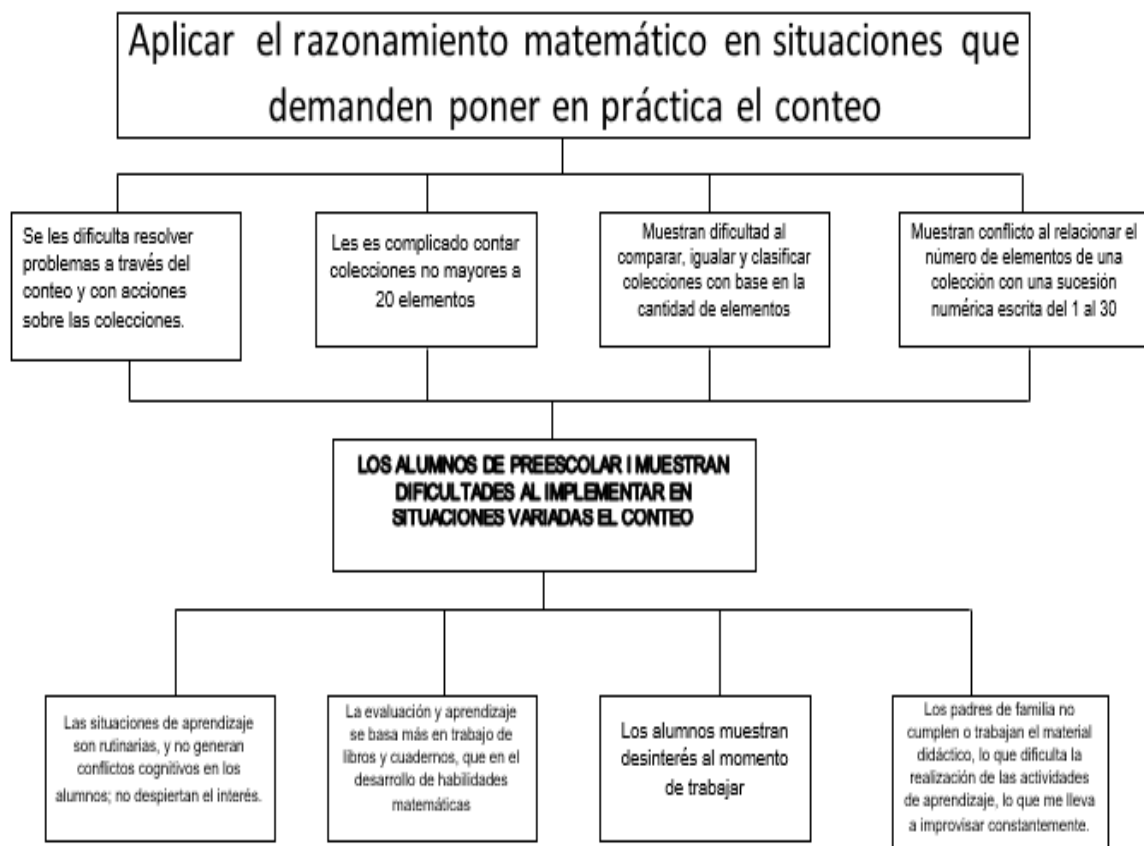 Aplicar el razonamiento matemático en situaciones que
demanden poner en práctica el conteo
Se les dificulta resolver
problemas a través del
conteo y con acciones
sobre las colecciones.
Les es complicado contar
colecciones no mayores a
20 elementos
Muestran dificultad al
comparar, igualar y clasificar
colecciones con base en la
cantidad de elementos
Muestran conflicto al relacionar el
número de elementos de una
colección con una sucesión
numérica escrita del 1 al 30
LOS ALUMNOS DE PREESCOLAR I MUESTRAN
DIFICULTADES AL IMPLEMENTAR EN
SITUACIONES VARIADAS EL CONTEO
Las situaciones de aprendizaje
son rutinarias, y no generan
conflictos cognitivos en los
alumnos; no despiertan el interés.
La evaluación y aprendizaje
se basa más en trabajo de
libros y cuadernos, que en el
desarrollo de habilidades
matemáticas
Los alumnos muestran
desinterés al momento
de trabajar
Los padres de familia no
cumplen o trabajan el material
didáctico, lo que dificulta la
realización de las actividades
de aprendizaje, lo que me lleva
a improvisar constantemente.